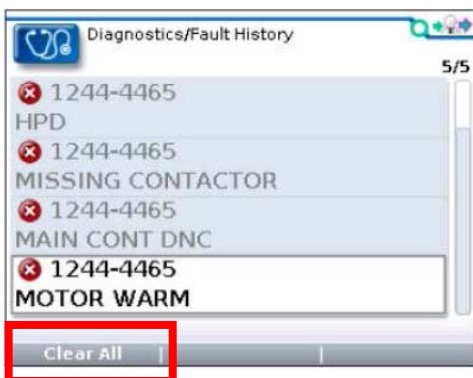 Diagnostics/Fault History
5/5
1244-4465
HPD
1244-4465
MISSING CONTACTOR
1244-4465
MAIN CONT DNC
1244-4465
MOTOR WARM
Clear All